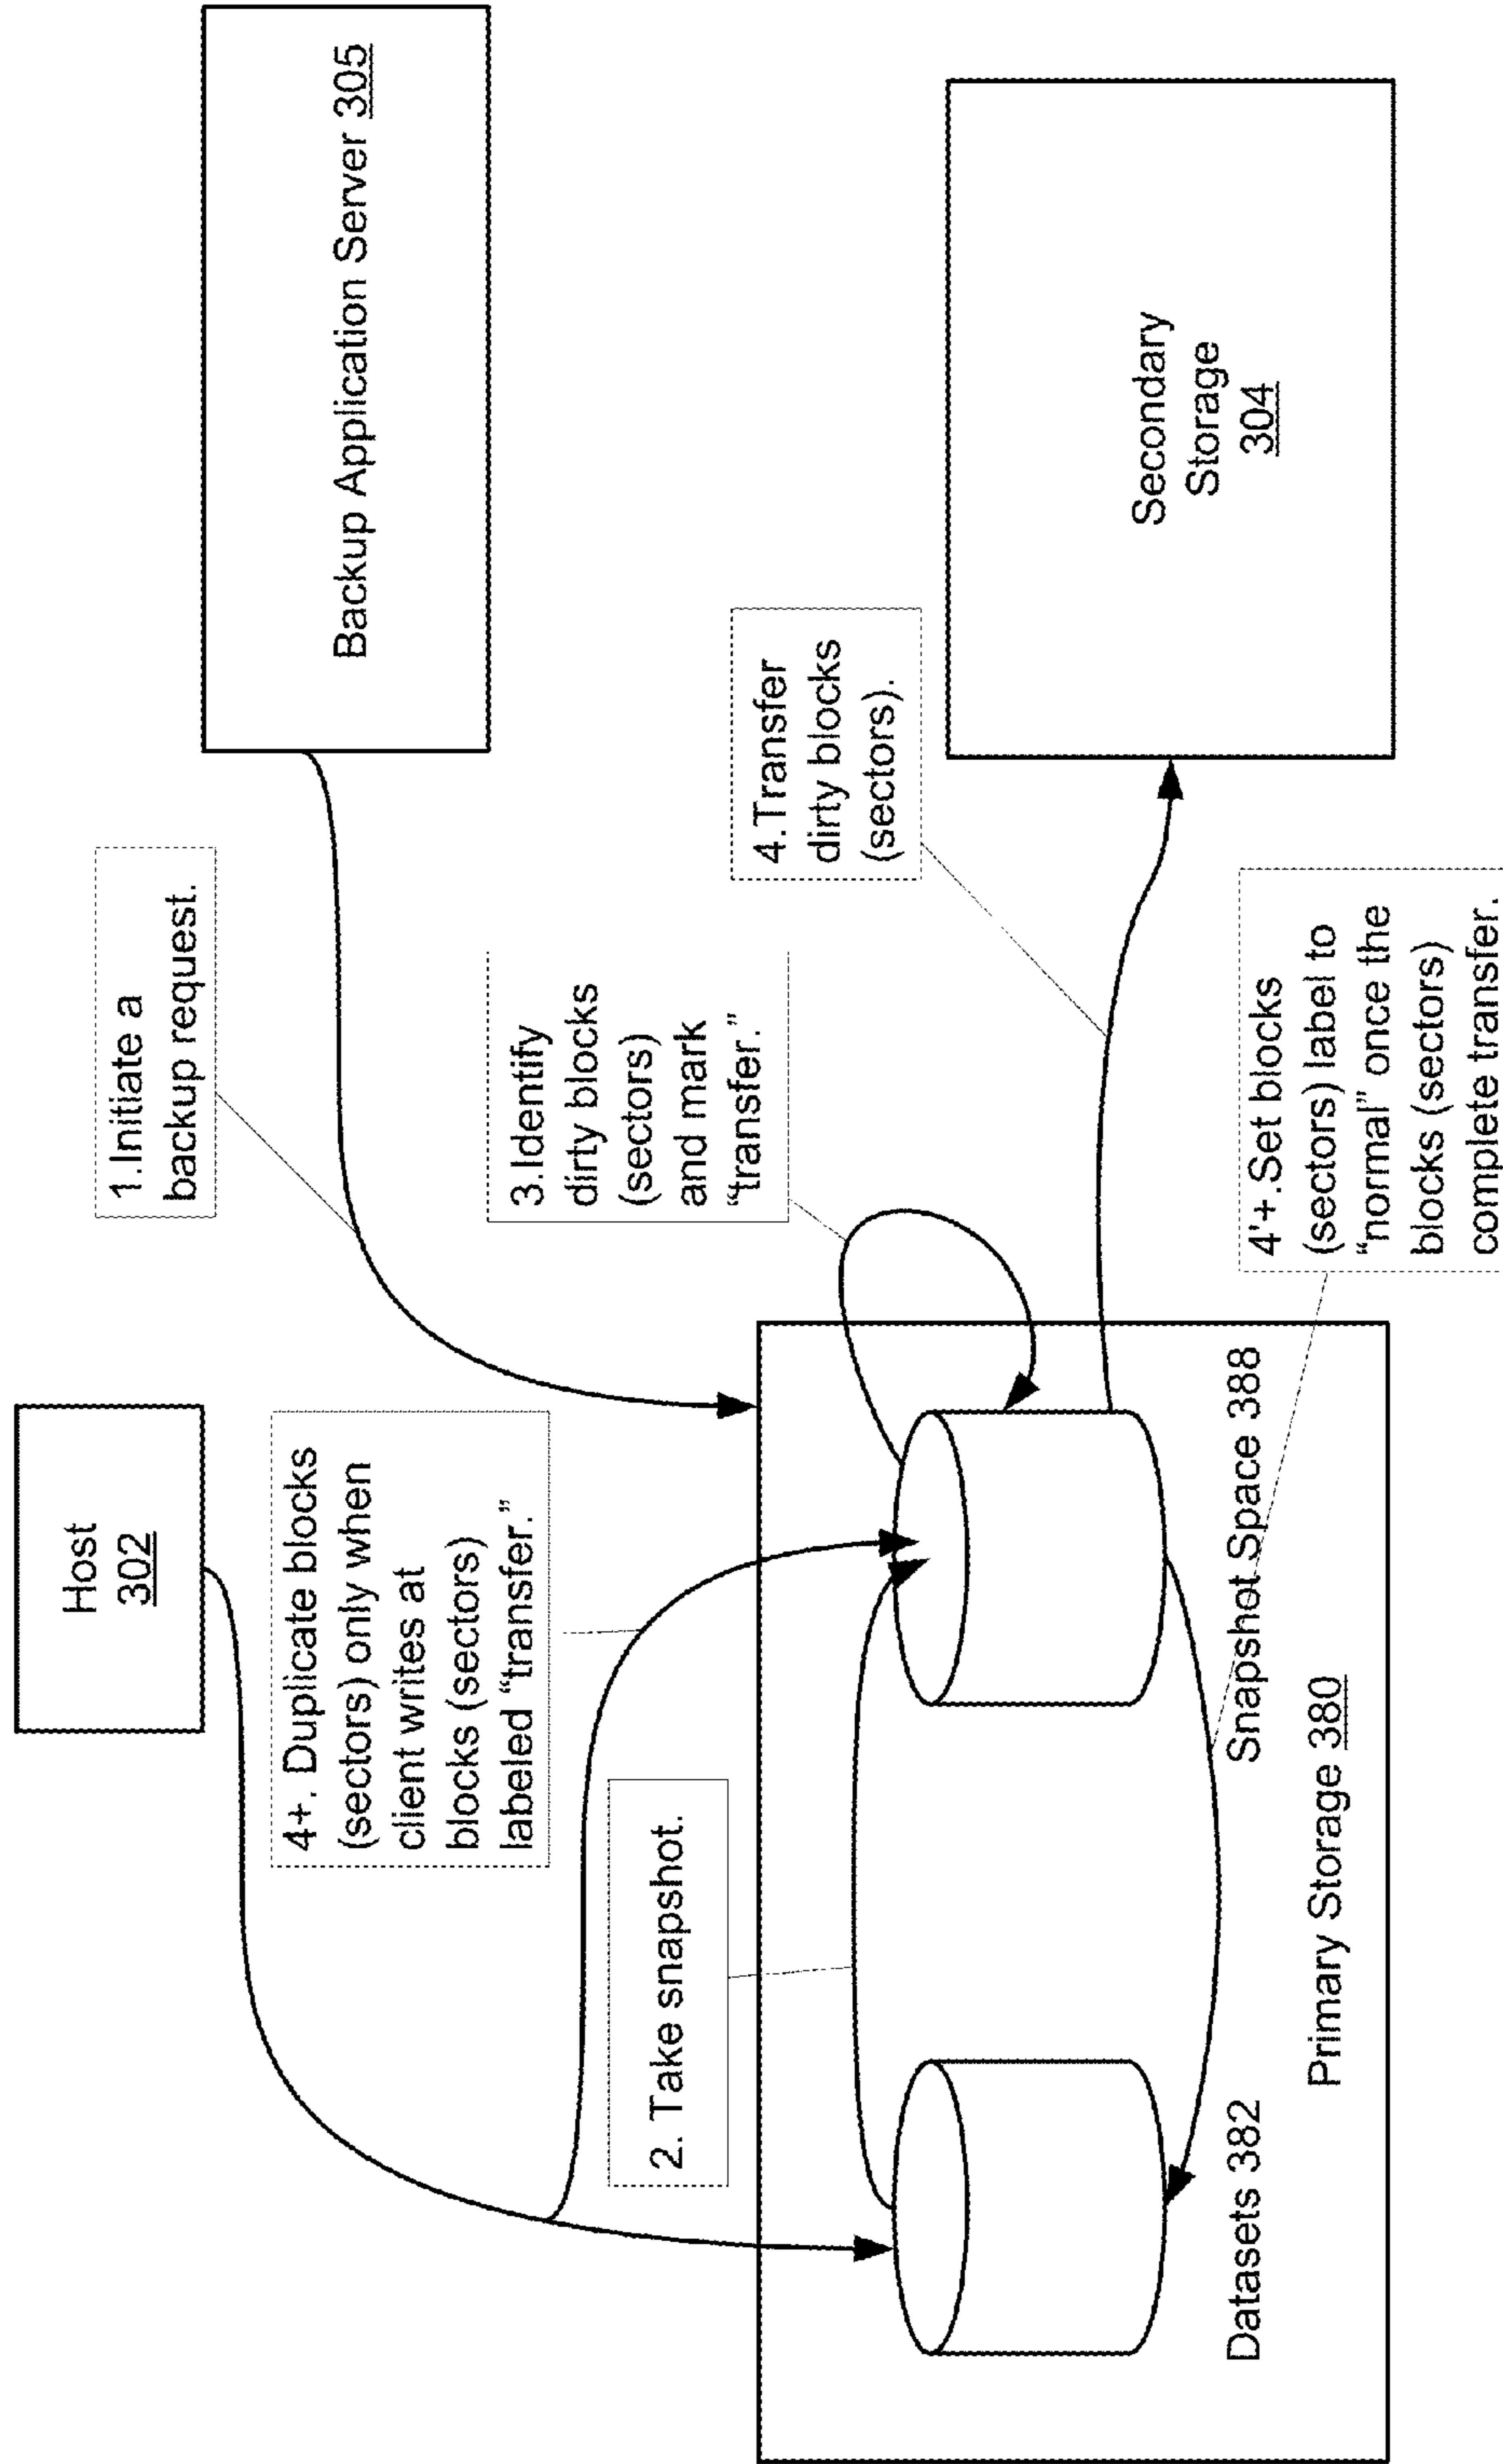 Host
302
Backup Application Server 305
1.Initiate a
backup request.
4+. Duplicate blocks
(sectors) only when
client writes at
blocks (sectors)
labeled “transfer.”
3.Identify
dirty blocks
(sectors)
and mark
“transfer.”
2. Take snapshot.
4.Transfer
dirty blocks
(sectors).
Secondary
Storage
304
Datasets 382
Snapshot Space 388
Primary Storage 380
4'+.Set blocks
(sectors) label to
“normal” once the
blocks (sectors)
complete transfer.